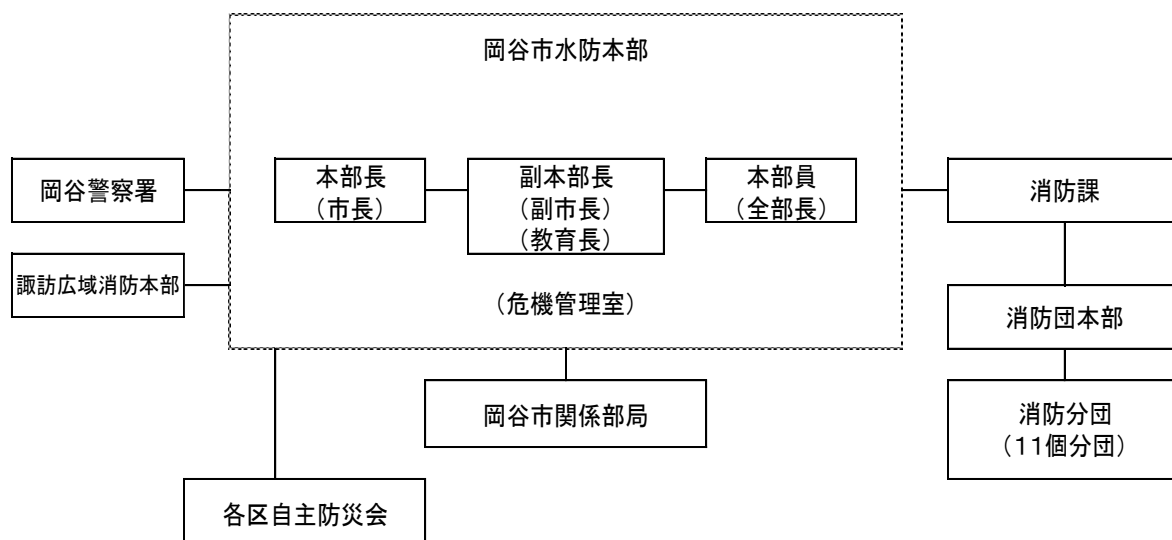 岡谷市水防本部
岡谷警察署
本部長
（市長）
副本部長
（副市長）
（教育長）
本部員
（全部長）
消防課
諏訪広域消防本部
（危機管理室）
消防団本部
岡谷市関係部局
消防分団
（11個分団）
各区自主防災会